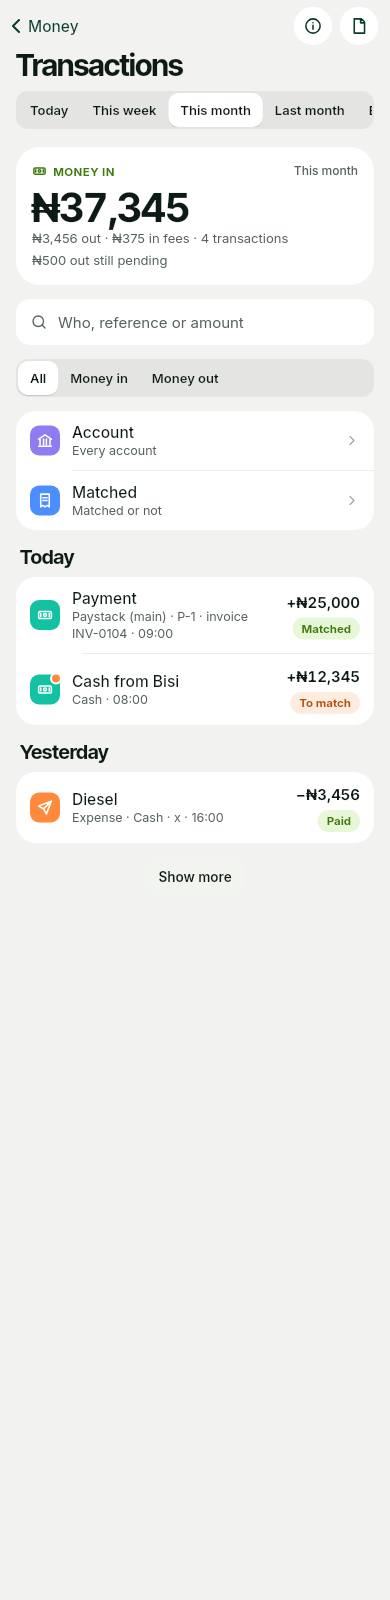 Money
Transactions
Today This week This month Last month
MONEY IN This month
₦37,345
₦3,456 out · ₦375 in fees · 4 transactions
₦500 out still pending
Who, reference or amount
All Money in Money out
Account
Every account
Matched
Matched or not
Today
Payment
Paystack (main) · P-1 · invoice
INV-0104 · 09:00
+₦25,000
Matched
Cash from Bisi
Cash · 08:00
+₦12,345
To match
Yesterday
Diesel
Expense · Cash · x · 16:00
−₦3,456
Paid
Show more